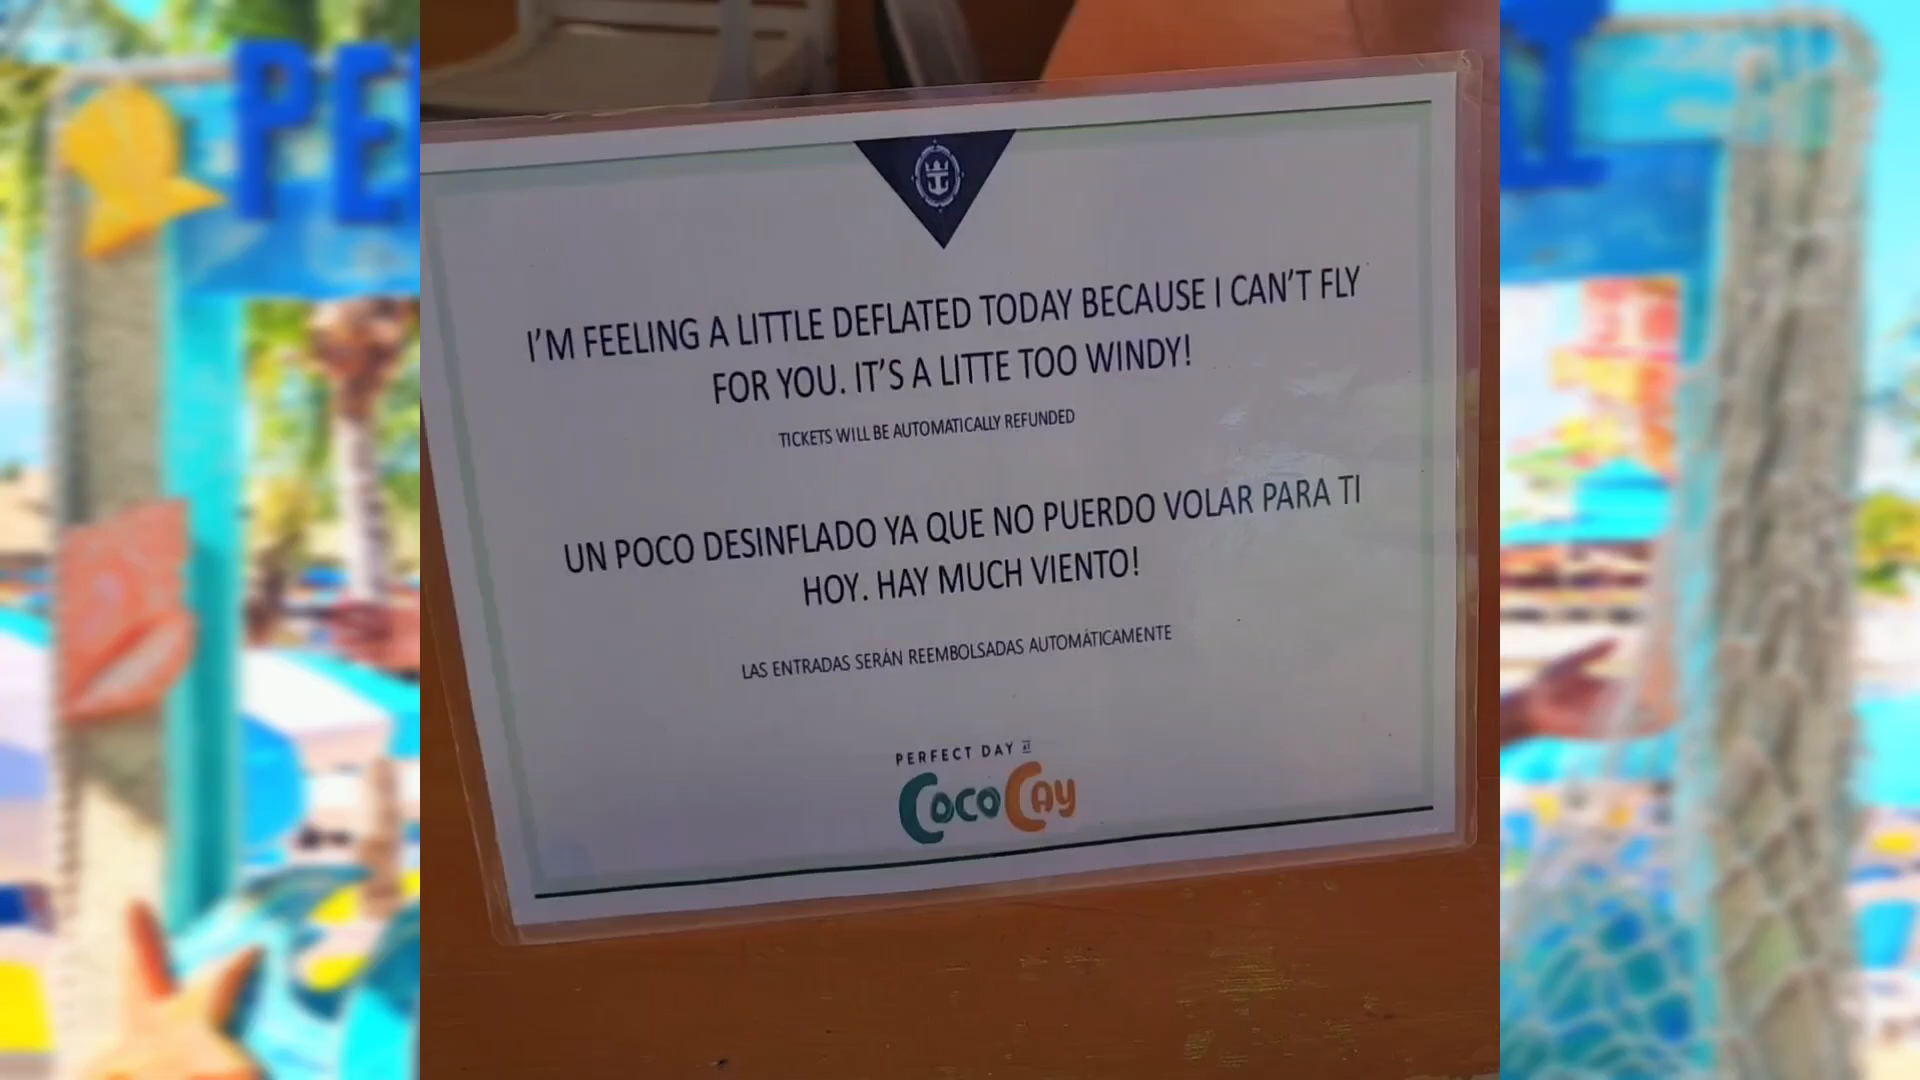 PE
I'M FEELING A LITTLE DEFLATED TODAY BECAUSE I CAN'T FLY
FOR YOU. IT'S A LITTE TOO WINDY!
TICKETS WILL BE AUTOMATICALLY REFUNDED
UN POCO DESINFLADO YA QUE NO PUERDO VOLAR PARA TI
HOY. HAY MUCH VIENTO!
LAS ENTRADAS SERÁN REEMBOLSADAS AUTOMÁTICAMENTE
PERFECT DAY AT
COCOCAY